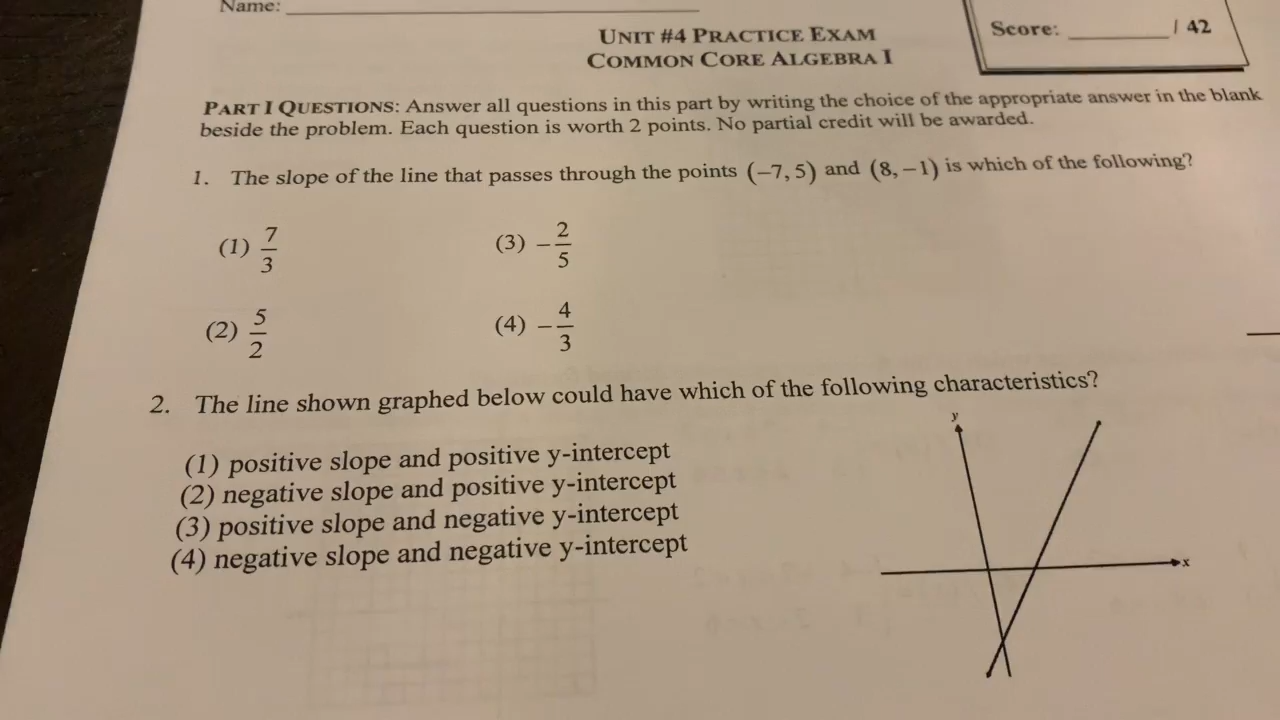 Name: ____________________
UNIT #4 PRACTICE EXAM
COMMON CORE ALGEBRA I
Score: ________ / 42
PART I QUESTIONS: Answer all questions in this part by writing the choice of the appropriate answer in the blank
beside the problem. Each question is worth 2 points. No partial credit will be awarded.
1. The slope of the line that passes through the points (−7, 5) and (8, −1) is which of the following?
(1) 7/3 (3) −2/5
(2) 5/2 (4) −4/3
2. The line shown graphed below could have which of the following characteristics?
(1) positive slope and positive y-intercept
(2) negative slope and positive y-intercept
(3) positive slope and negative y-intercept
(4) negative slope and negative y-intercept
y
x